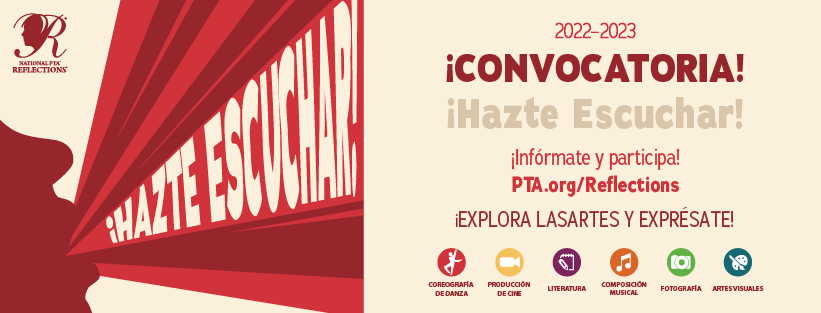 R
NATIONAL PTA®
REFLECTIONS®
¡HAZTE ESCUCHAR!
2022–2023
¡CONVOCATORIA!
¡Hazte Escuchar!
¡Infórmate y participa!
PTA.org/Reflections
¡EXPLORA LASARTES Y EXPRÉSATE!
COREOGRAFÍA
DE DANZA
PRODUCCIÓN
DE CINE
LITERATURA
COMPOSICIÓN
MUSICAL
FOTOGRAFÍA
ARTES VISUALES